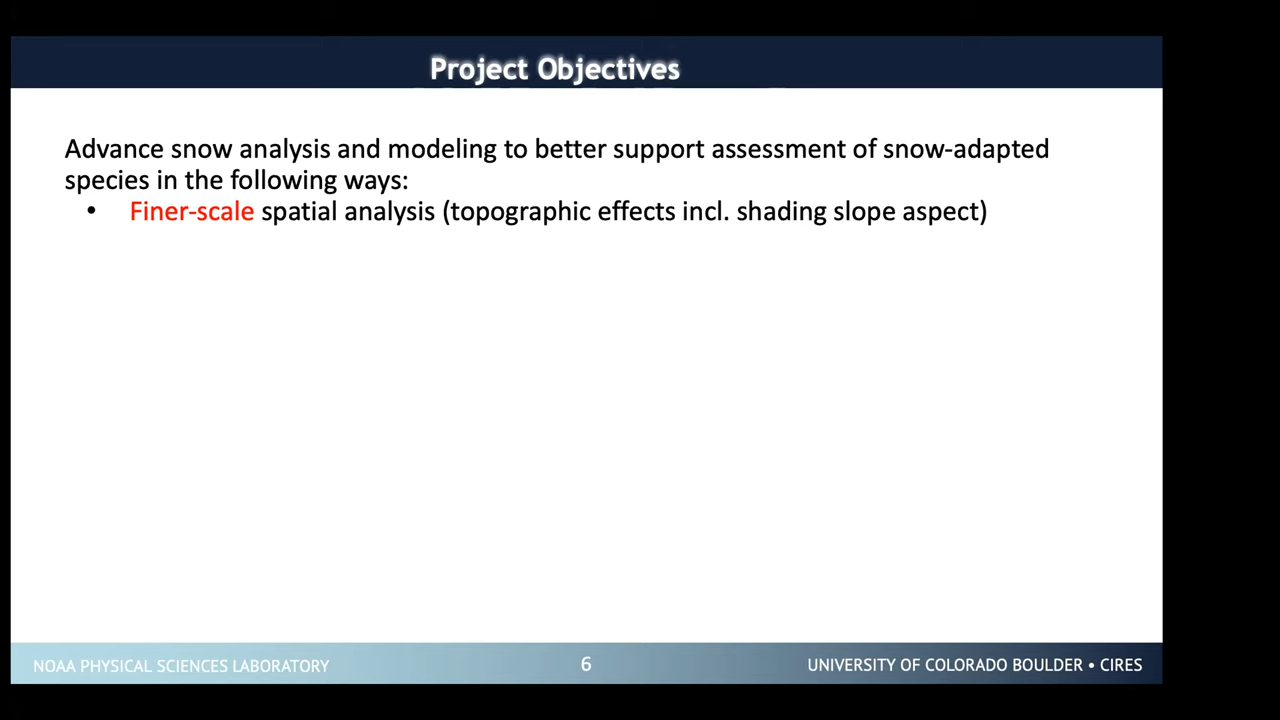 Project Objectives
Advance snow analysis and modeling to better support assessment of snow-adapted
species in the following ways:
• Finer-scale spatial analysis (topographic effects incl. shading slope aspect)
NOAA PHYSICAL SCIENCES LABORATORY
6
UNIVERSITY OF COLORADO BOULDER • CIRES